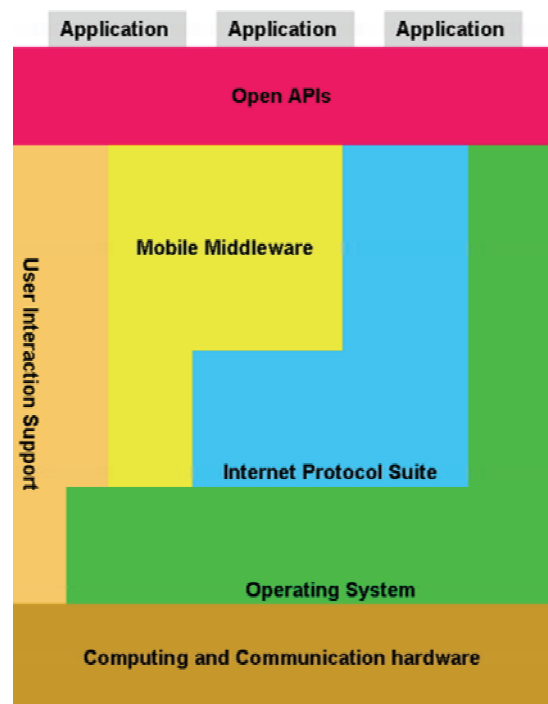 Application Application Application
Open APIs
Mobile Middleware
User Interaction Support
Internet Protocol Suite
Operating System
Computing and Communication hardware